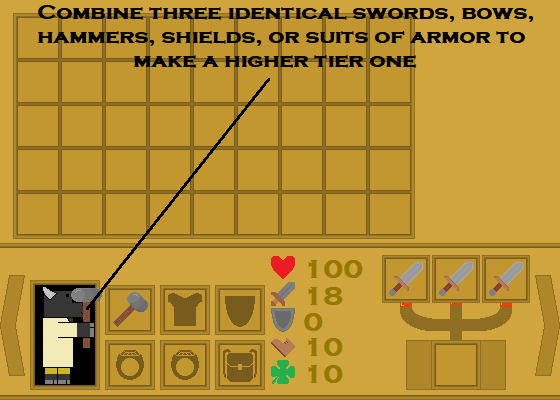 Combine three identical swords, bows,
hammers, shields, or suits of armor to
make a higher tier one
100
18
0
10
10